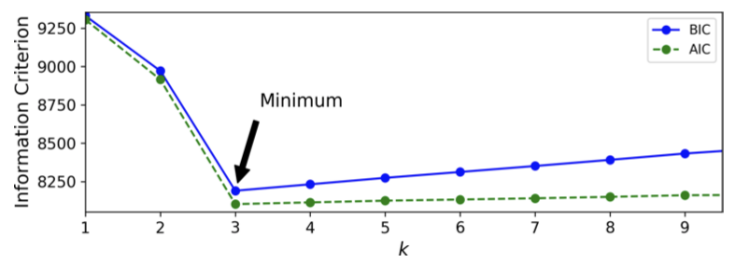 Information Criterion
9250
9000
8750
8500
8250
Minimum
BIC
AIC
1 2 3 4 5 6 7 8 9
k